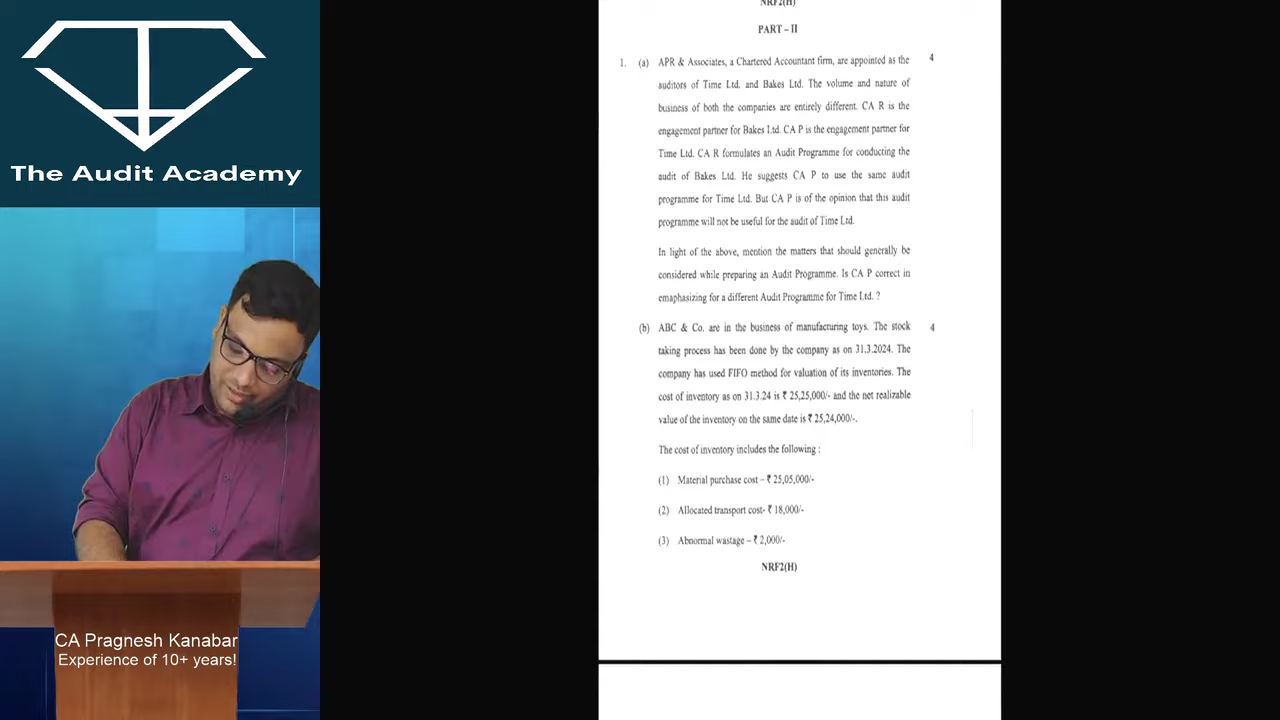 The Audit Academy
CA Pragnesh Kanabar
Experience of 10+ years!
NRF2(H)
PART – II
1. (a) APR & Associates, a Chartered Accountant firm, are appointed as the 4
auditors of Time Ltd. and Bakes Ltd. The volume and nature of
business of both the companies are entirely different. CA R is the
engagement partner for Bakes Ltd. CA P is the engagement partner for
Time Ltd. CA R formulates an Audit Programme for conducting the
audit of Bakes Ltd. He suggests CA P to use the same audit
programme for Time Ltd. But CA P is of the opinion that this audit
programme will not be useful for the audit of Time Ltd.
In light of the above, mention the matters that should generally be
considered while preparing an Audit Programme. Is CA P correct in
emaphasizing for a different Audit Programme for Time Ltd. ?
(b) ABC & Co. are in the business of manufacturing toys. The stock 4
taking process has been done by the company as on 31.3.2024. The
company has used FIFO method for valuation of its inventories. The
cost of inventory as on 31.3.24 is ₹ 25,25,000/- and the net realizable
value of the inventory on the same date is ₹ 25,24,000/-.
The cost of inventory includes the following :
(1) Material purchase cost – ₹ 25,05,000/-
(2) Allocated transport cost- ₹ 18,000/-
(3) Abnormal wastage – ₹ 2,000/-
NRF2(H)